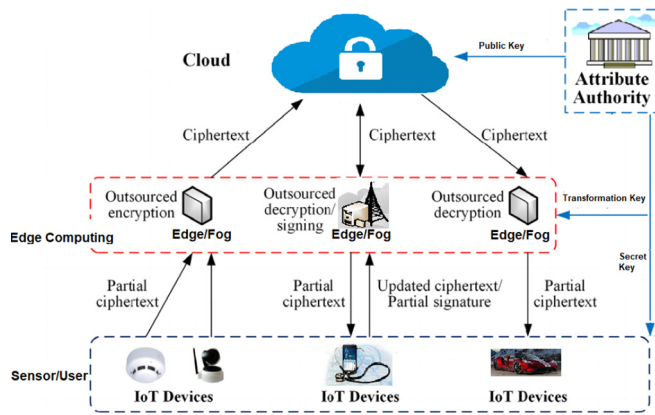 Cloud
Public Key
Attribute
Authority
Ciphertext
Ciphertext
Ciphertext
Outsourced
encryption
Edge/Fog
Outsourced
decryption/
signing
Edge/Fog
Outsourced
decryption
Edge/Fog
Transformation Key
Edge Computing
Partial
ciphertext
Partial
ciphertext
Updated ciphertext/
Partial signature
Partial
ciphertext
Secret
Key
Sensor/User
IoT Devices
IoT Devices
IoT Devices